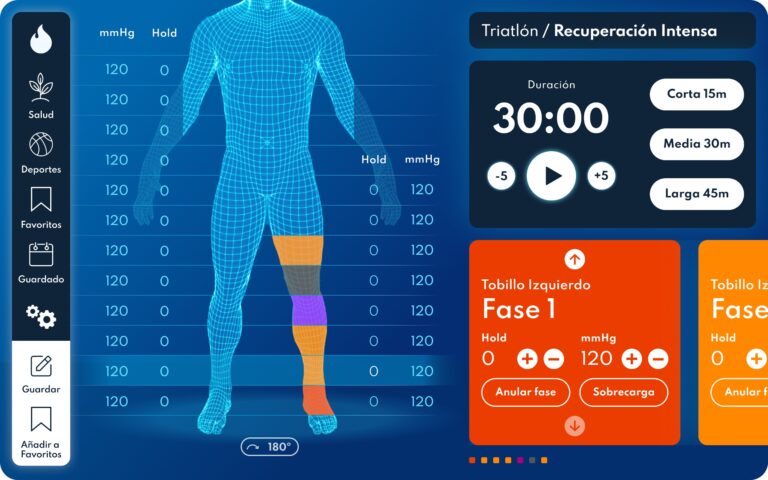 Salud
Deportes
Favoritos
Guardado
Guardar
Añadir a
Favoritos
mmHg Hold
120 0
120 0
120 0
120 0
120 0
120 0
120 0
120 0
120 0
120 0
120 0
120 0
Hold mmHg
0 120
0 120
0 120
0 120
0 120
0 120
0 120
0 120
180°
Triatlón / Recuperación Intensa
Duración
30:00
-5 +5
Corta 15m
Media 30m
Larga 45m
Tobillo Izquierdo
Fase 1
Hold mmHg
0 + − 120 + −
Anular fase Sobrecarga
Tobillo Iz
Fase
Hold
0 +
Anular f